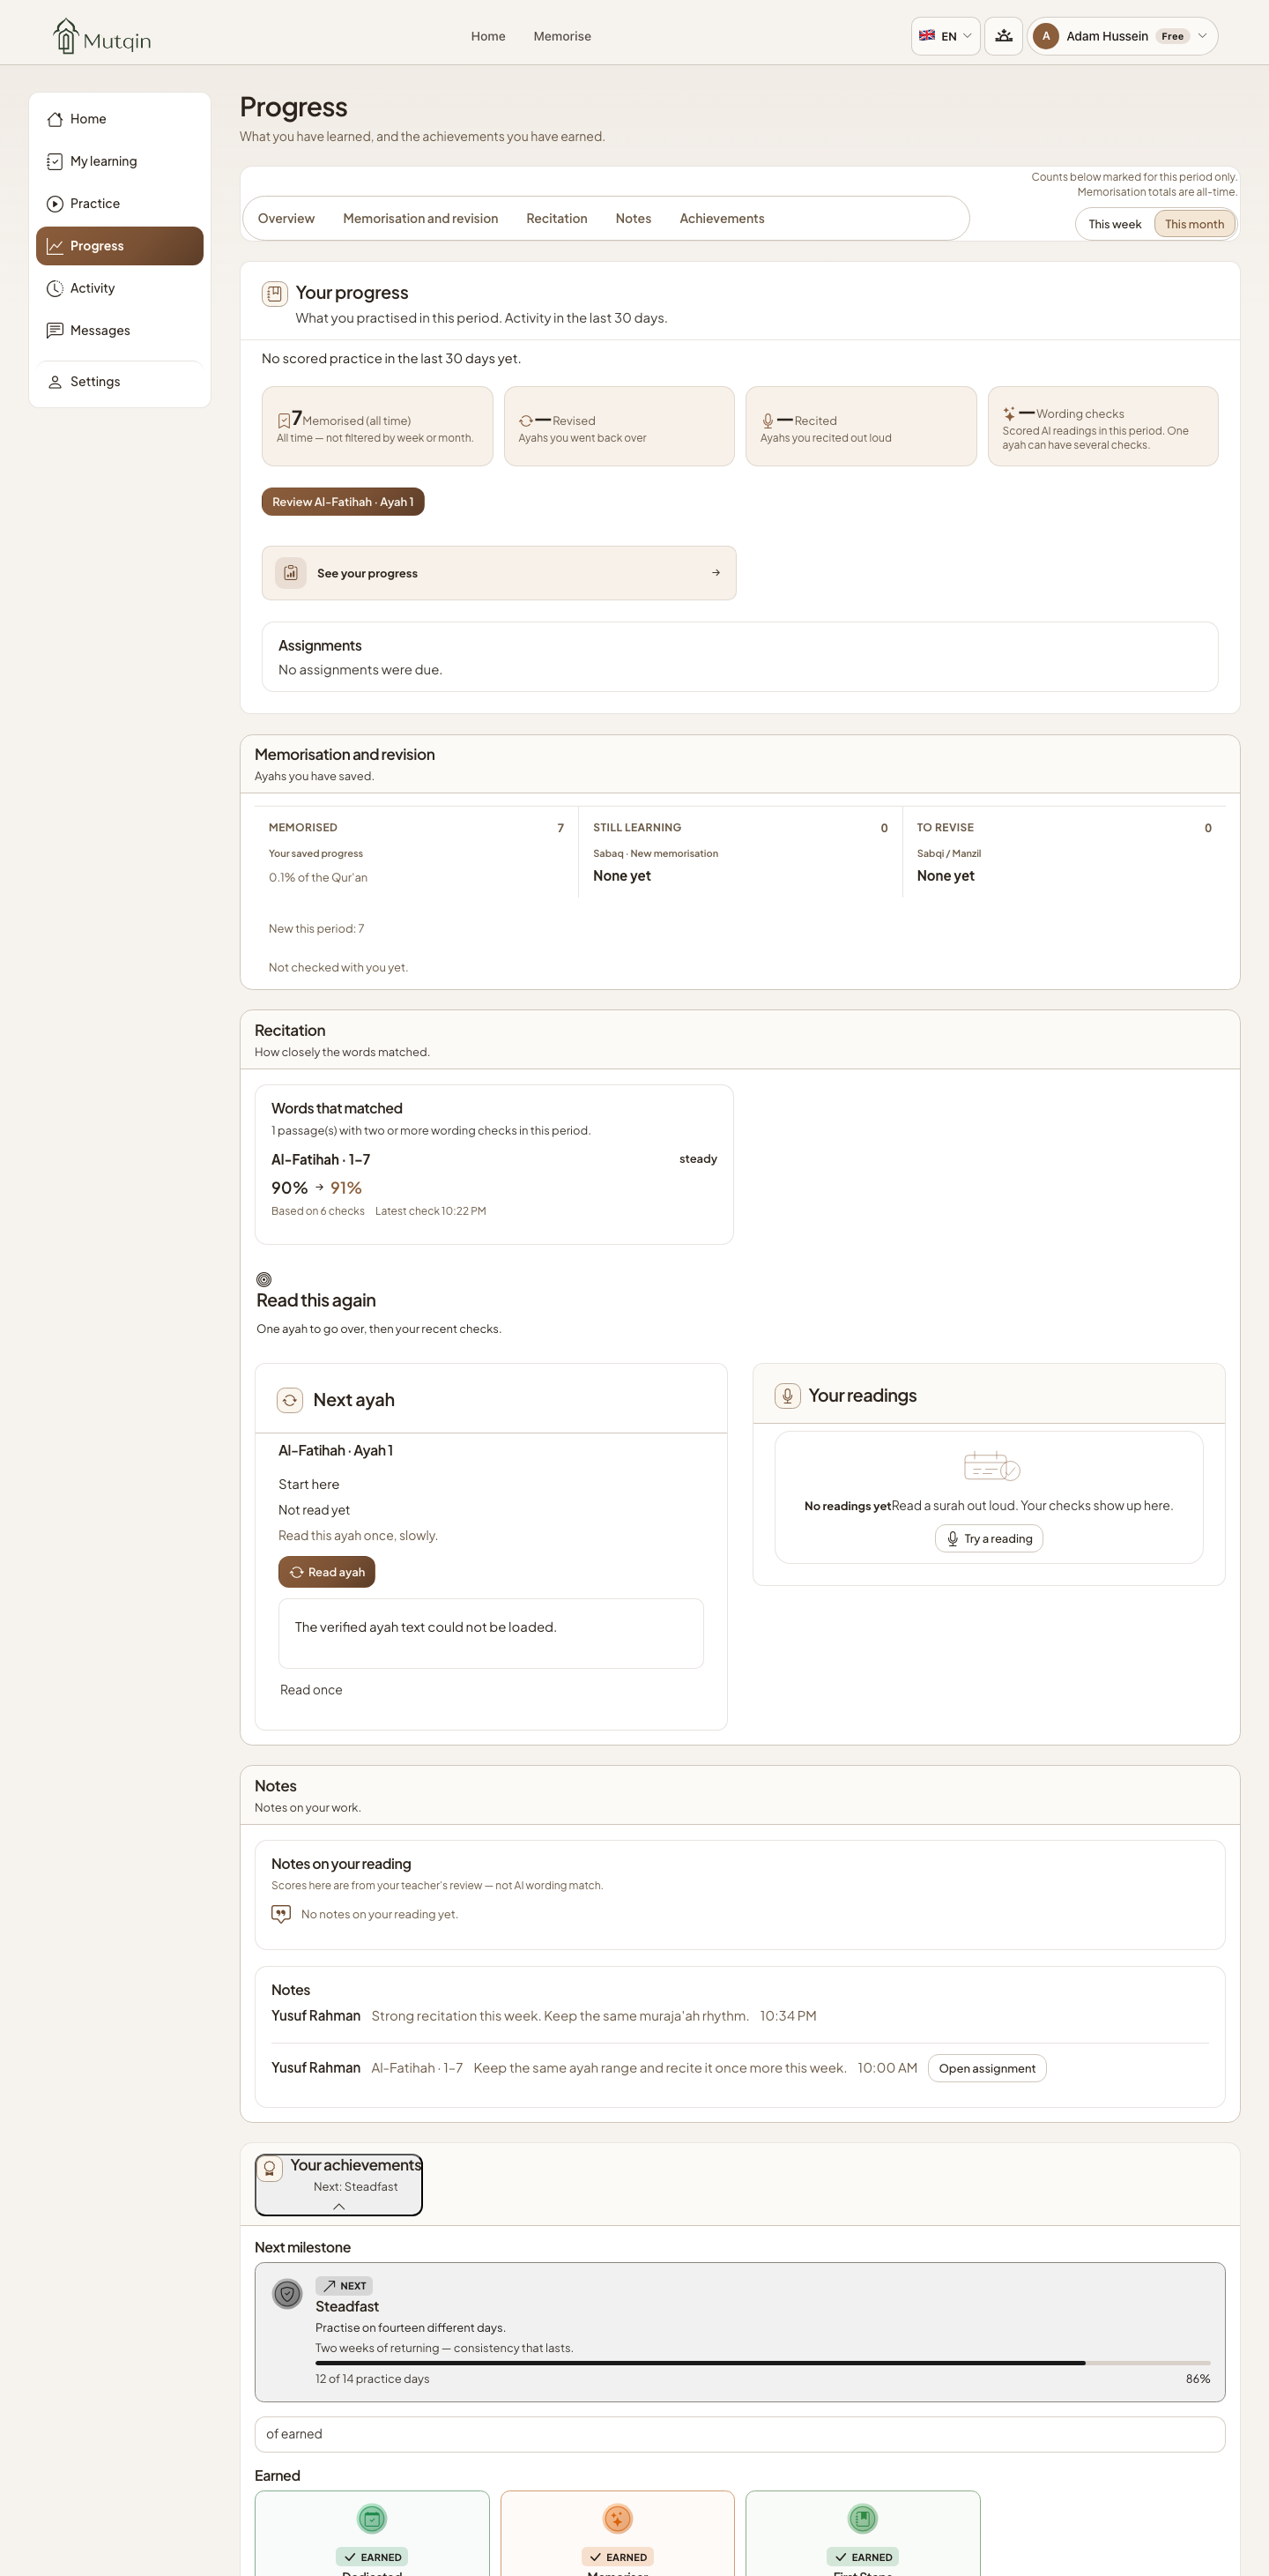 Mutqin
Home
Memorise
EN
A
Adam Hussein
Free
Home
My learning
Practice
Progress
Activity
Messages
Settings
Progress
What you have learned, and the achievements you have earned.
Counts below marked for this period only.
Memorisation totals are all-time.
Overview
Memorisation and revision
Recitation
Notes
Achievements
This week
This month
Your progress
What you practised in this period. Activity in the last 30 days.
No scored practice in the last 30 days yet.
7 Memorised (all time)
All time — not filtered by week or month.
— Revised
Ayahs you went back over
— Recited
Ayahs you recited out loud
— Wording checks
Scored AI readings in this period. One
ayah can have several checks.
Review Al-Fatihah · Ayah 1
See your progress →
Assignments
No assignments were due.
Memorisation and revision
Ayahs you have saved.
MEMORISED 7
Your saved progress
0.1% of the Qur'an
STILL LEARNING 0
Sabaq · New memorisation
None yet
TO REVISE 0
Sabqi / Manzil
None yet
New this period: 7
Not checked with you yet.
Recitation
How closely the words matched.
Words that matched
1 passage(s) with two or more wording checks in this period.
Al-Fatihah · 1–7 steady
90% → 91%
Based on 6 checks Latest check 10:22 PM
Read this again
One ayah to go over, then your recent checks.
Next ayah
Al-Fatihah · Ayah 1
Start here
Not read yet
Read this ayah once, slowly.
Read ayah
The verified ayah text could not be loaded.
Read once
Your readings
No readings yetRead a surah out loud. Your checks show up here.
Try a reading
Notes
Notes on your work.
Notes on your reading
Scores here are from your teacher's review — not AI wording match.
No notes on your reading yet.
Notes
Yusuf Rahman Strong recitation this week. Keep the same muraja'ah rhythm. 10:34 PM
Yusuf Rahman Al-Fatihah · 1–7 Keep the same ayah range and recite it once more this week. 10:00 AM Open assignment
Your achievements
Next: Steadfast
Next milestone
NEXT
Steadfast
Practise on fourteen different days.
Two weeks of returning — consistency that lasts.
12 of 14 practice days 86%
of earned
Earned
EARNED
EARNED
EARNED